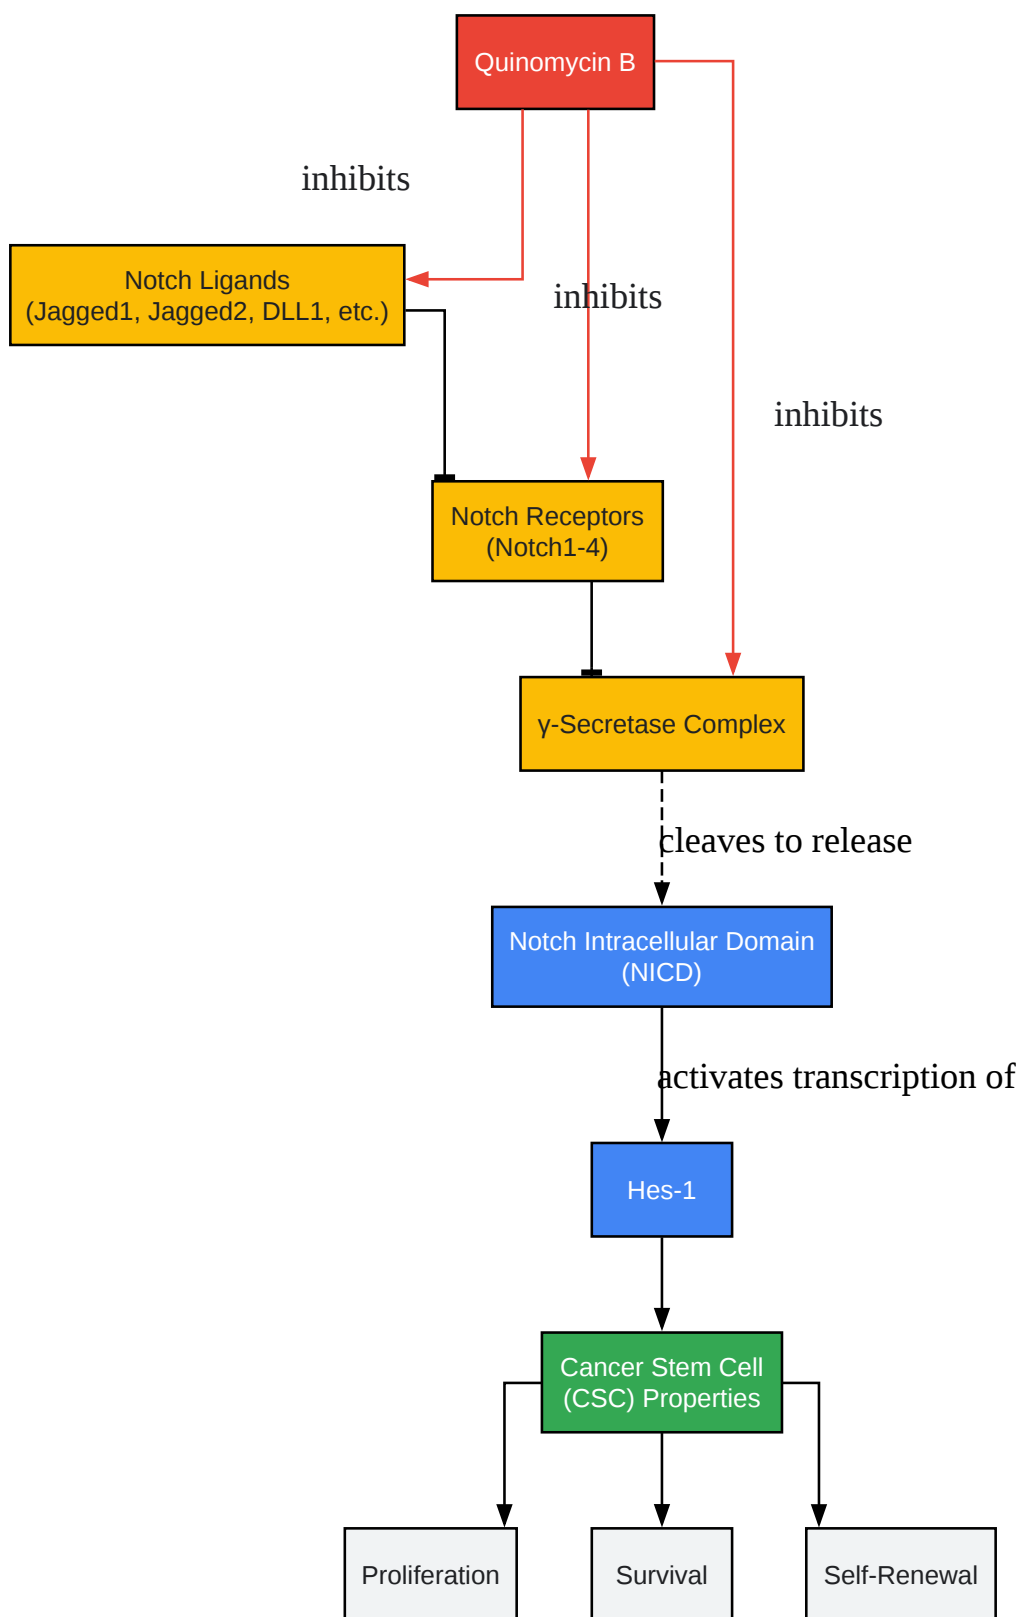 Quinomycin B
inhibits
Notch Ligands
(Jagged1, Jagged2, DLL1, etc.)
inhibits
inhibits
Notch Receptors
(Notch1-4)
γ-Secretase Complex
cleaves to release
Notch Intracellular Domain
(NICD)
activates transcription of
Hes-1
Cancer Stem Cell
(CSC) Properties
Proliferation
Survival
Self-Renewal